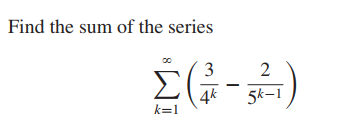 Find the sum of the series
∑_{k=1}^{∞} (3/4^k − 2/5^{k−1})